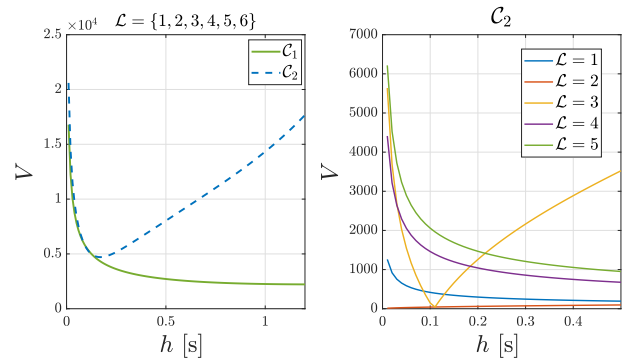 ×10⁴ ℒ = {1, 2, 3, 4, 5, 6}
2.5
2
1.5
1
0.5
0
0 0.5 1
V
h [s]
𝒞₁
𝒞₂
𝒞₂
7000
6000
5000
4000
3000
2000
1000
0
0 0.1 0.2 0.3 0.4
V
h [s]
ℒ = 1
ℒ = 2
ℒ = 3
ℒ = 4
ℒ = 5